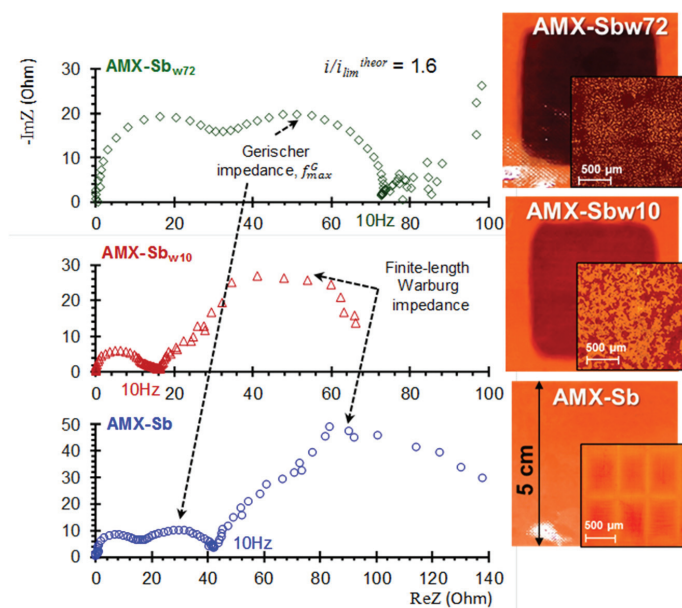 AMX-Sbw72
i/ilim theor = 1.6
-ImZ (Ohm)
30
20
10
0
0 20 40 60 80 100
Gerischer
impedance, fmax G
10Hz
AMX-Sbw10
30
20
10
0
0 20 40 60 80 100
Finite-length
Warburg
impedance
10Hz
AMX-Sb
50
40
30
20
10
0
0 20 40 60 80 100 120 140
10Hz
ReZ (Ohm)
AMX-Sbw72
500 µm
AMX-Sbw10
500 µm
AMX-Sb
5 cm
500 µm